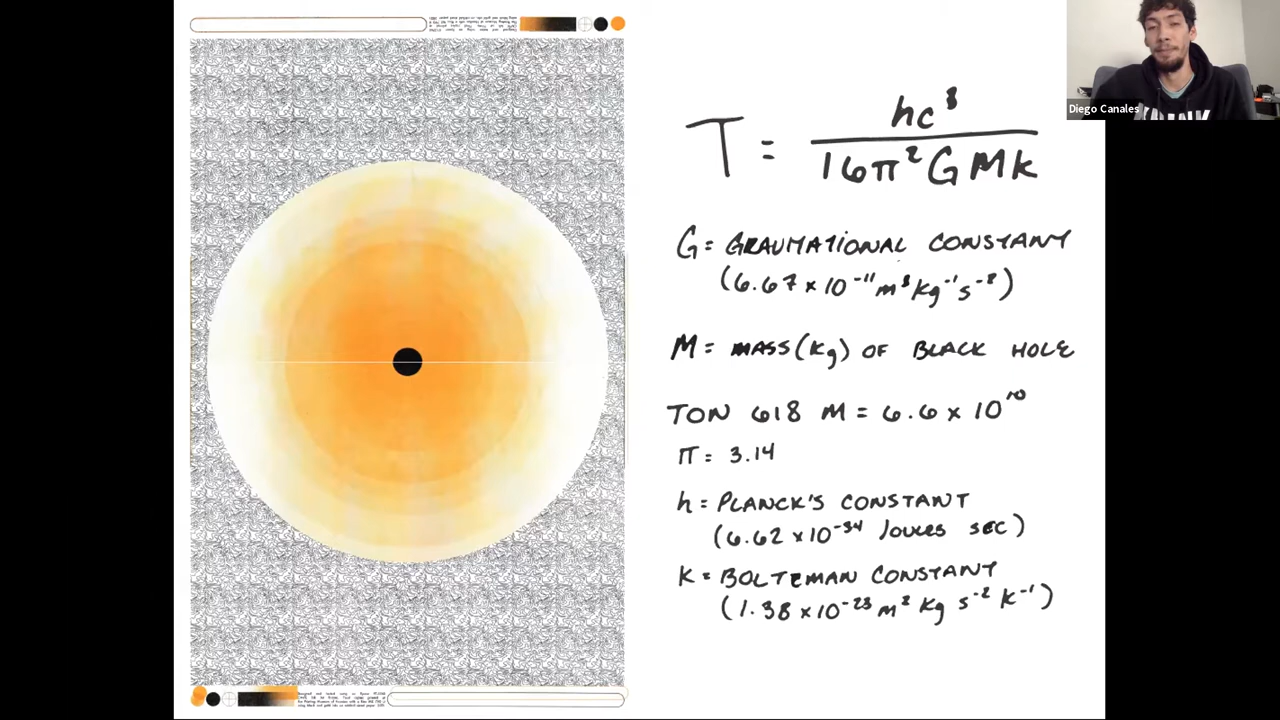 Diego Canales
T = hc³
16π²GMk
G = GRAVITATIONAL CONSTANT
(6.67 x 10⁻¹¹ m³ kg⁻¹ s⁻²)
M = MASS (Kg) OF BLACK HOLE
TON 618 M = 6.6 x 10¹⁰
π = 3.14
h = PLANCK'S CONSTANT
(6.62 x 10⁻³⁴ Joules sec)
K = BOLTZMAN CONSTANT
(1.38 x 10⁻²³ m² Kg s⁻² K⁻¹)